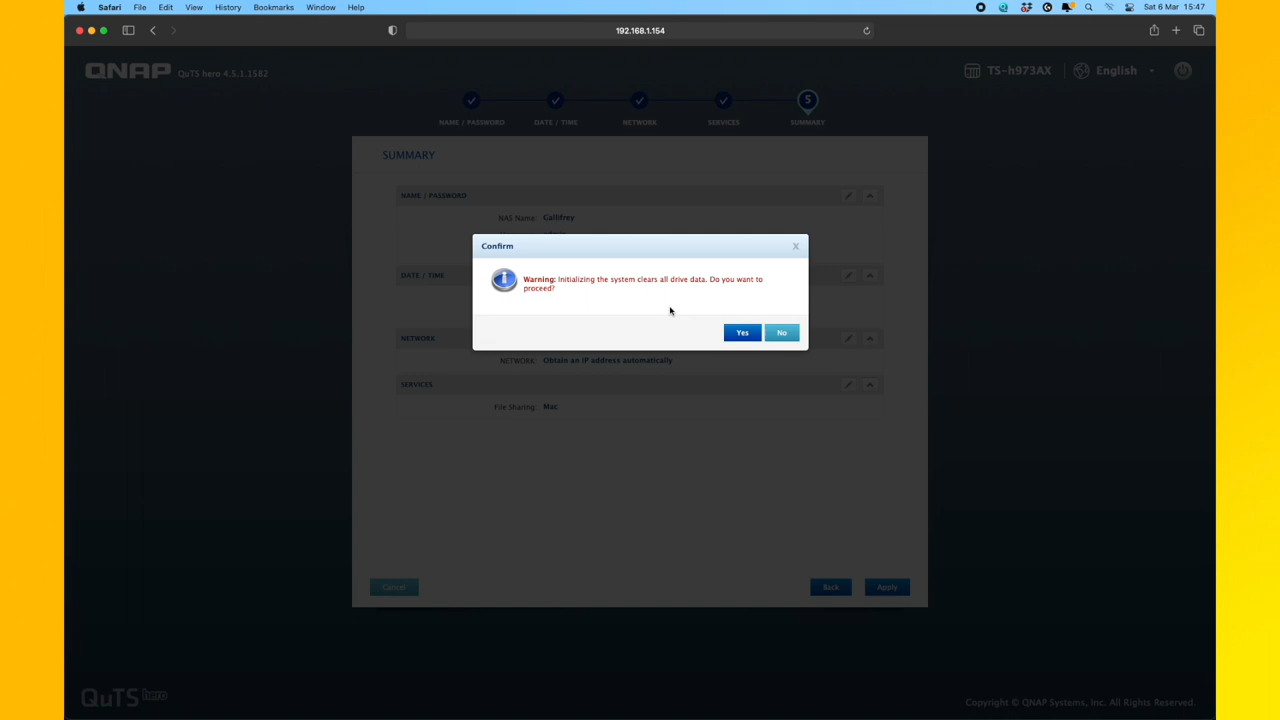 Safari File Edit View History Bookmarks Window Help Sat 6 Mar 15:47
192.168.1.154
QNAP QuTS hero 4.5.1.1582 TS-h973AX English
5
NAME / PASSWORD DATE / TIME NETWORK SERVICES SUMMARY
SUMMARY
NAME / PASSWORD
NAS Name: Gallifrey
Confirm X
DATE / TIME
Warning: Initializing the system clears all drive data. Do you want to
proceed?
Yes No
NETWORK
NETWORK: Obtain an IP address automatically
SERVICES
File Sharing: Mac
Cancel Back Apply
QuTS hero Copyright © QNAP Systems, Inc. All Rights Reserved.